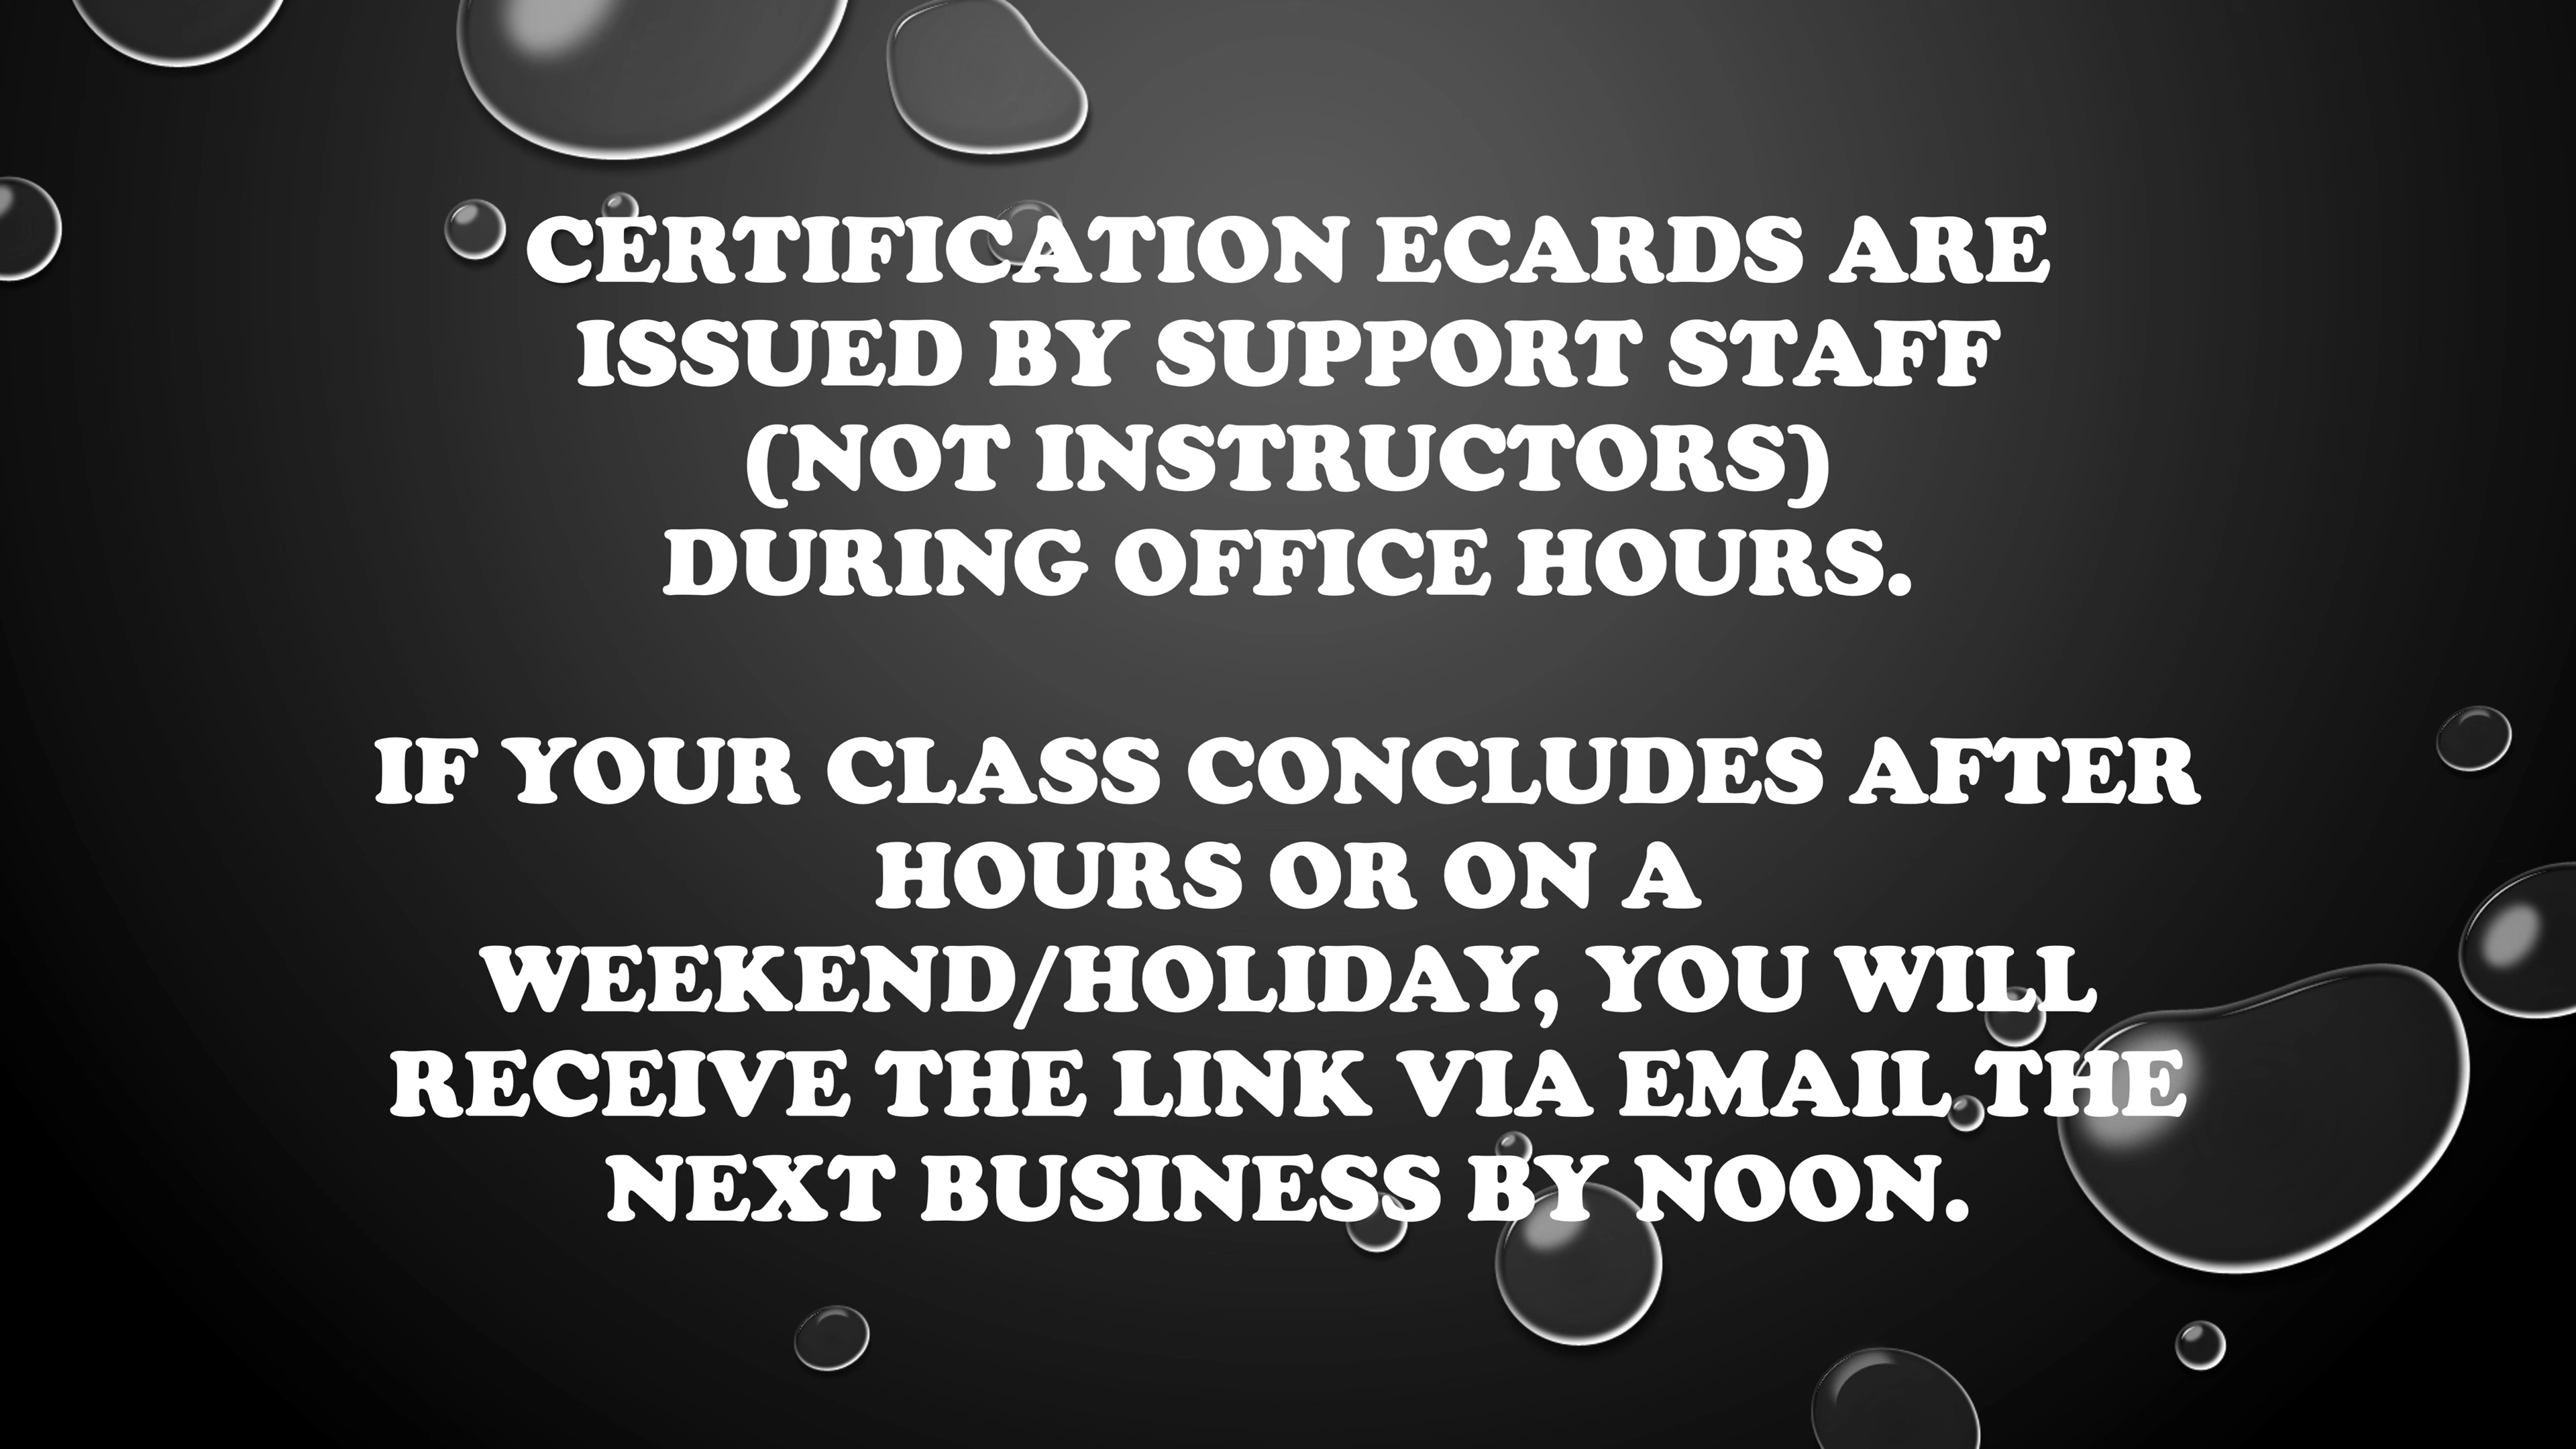 CERTIFICATION ECARDS ARE
ISSUED BY SUPPORT STAFF
(NOT INSTRUCTORS)
DURING OFFICE HOURS.
IF YOUR CLASS CONCLUDES AFTER
HOURS OR ON A
WEEKEND/HOLIDAY, YOU WILL
RECEIVE THE LINK VIA EMAIL THE
NEXT BUSINESS BY NOON.